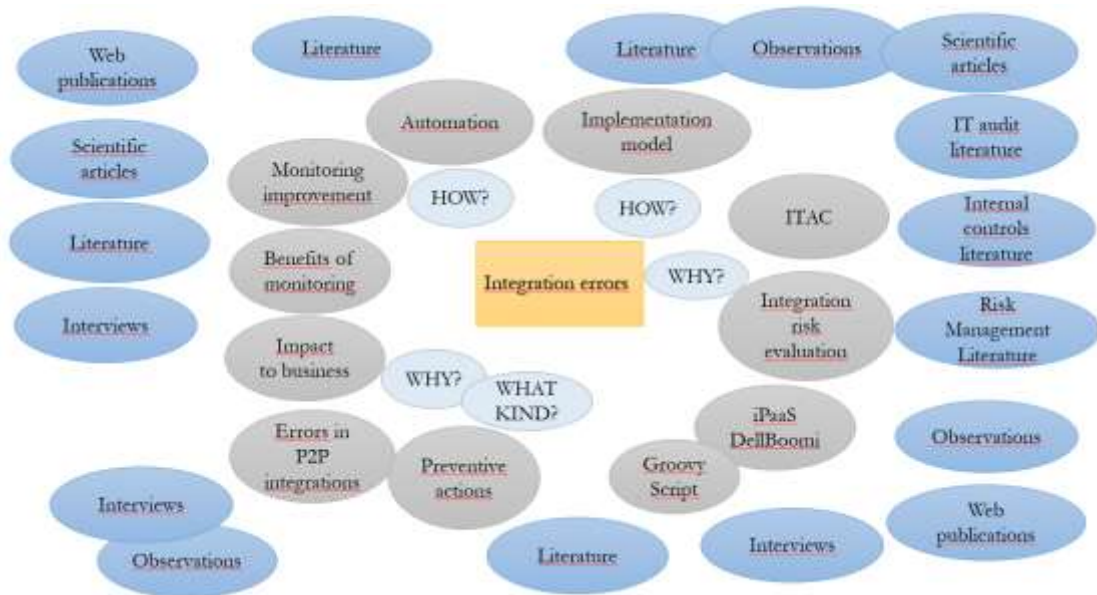 Web
publications
Literature
Literature
Observations
Scientific
articles
Automation
Implementation
model
IT audit
literature
Scientific
articles
Monitoring
improvement
HOW?
HOW?
ITAC
Internal
controls
literature
Literature
Benefits of
monitoring
Integration errors
WHY?
Interviews
Impact
to business
Integration
risk
evaluation
Risk
Management
Literature
WHY?
WHAT
KIND?
Errors in
P2P
integrations
Preventive
actions
iPaaS
DellBoomi
Groovy
Script
Observations
Interviews
Observations
Literature
Interviews
Web
publications